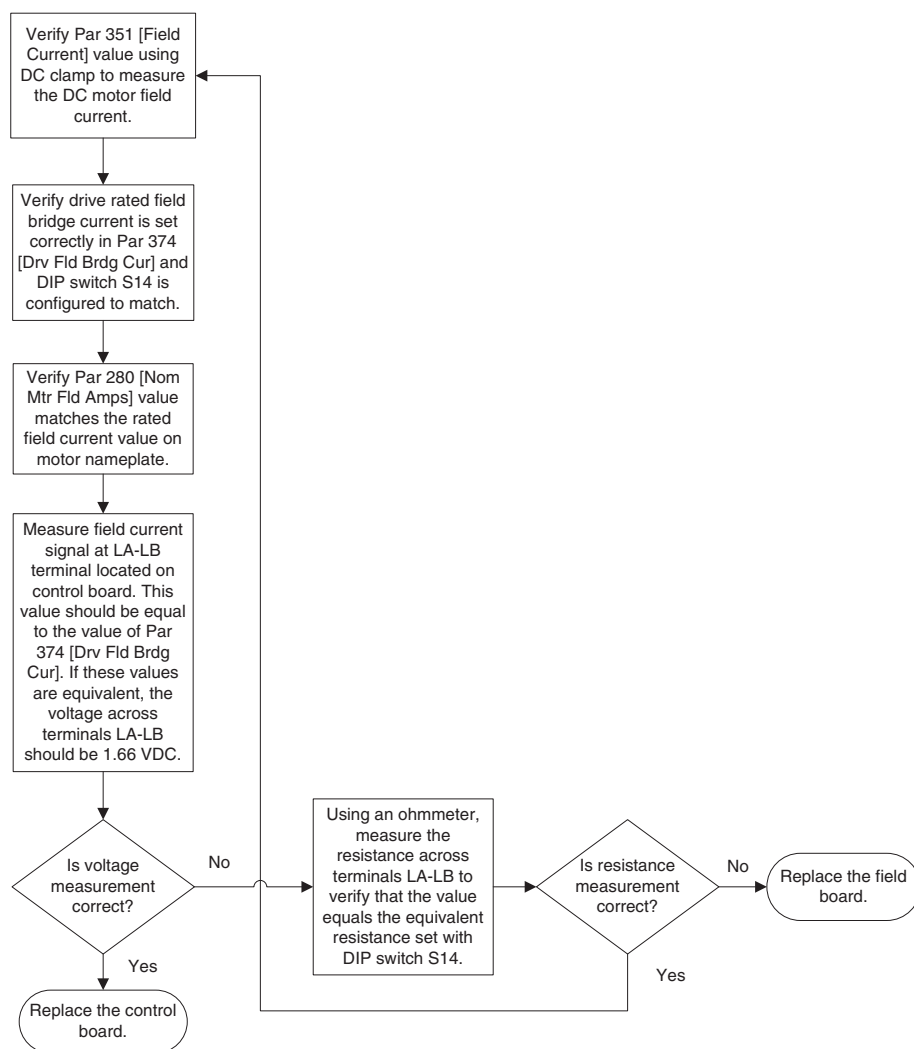 Verify Par 351 [Field
Current] value using
DC clamp to measure
the DC motor field
current.
Verify drive rated field
bridge current is set
correctly in Par 374
[Drv Fld Brdg Cur] and
DIP switch S14 is
configured to match.
Verify Par 280 [Nom
Mtr Fld Amps] value
matches the rated
field current value on
motor nameplate.
Measure field current
signal at LA-LB
terminal located on
control board. This
value should be equal
to the value of Par
374 [Drv Fld Brdg
Cur]. If these values
are equivalent, the
voltage across
terminals LA-LB
should be 1.66 VDC.
Is voltage
measurement
correct?
No
Yes
Replace the control
board.
Using an ohmmeter,
measure the
resistance across
terminals LA-LB to
verify that the value
equals the equivalent
resistance set with
DIP switch S14.
Is resistance
measurement
correct?
No
Yes
Replace the field
board.